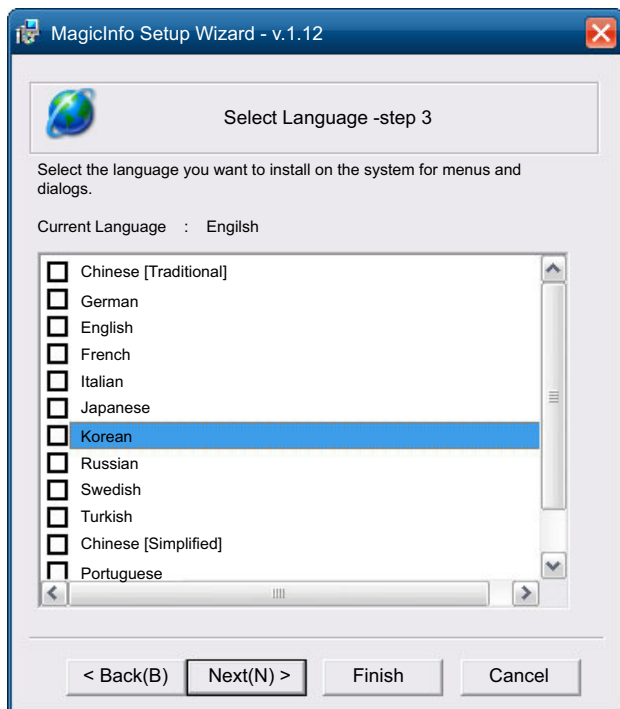 MagicInfo Setup Wizard - v.1.12
Select Language -step 3
Select the language you want to install on the system for menus and
dialogs.
Current Language : Engilsh
Chinese [Traditional]
German
English
French
Italian
Japanese
Korean
Russian
Swedish
Turkish
Chinese [Simplified]
Portuguese
< Back(B) Next(N) > Finish Cancel